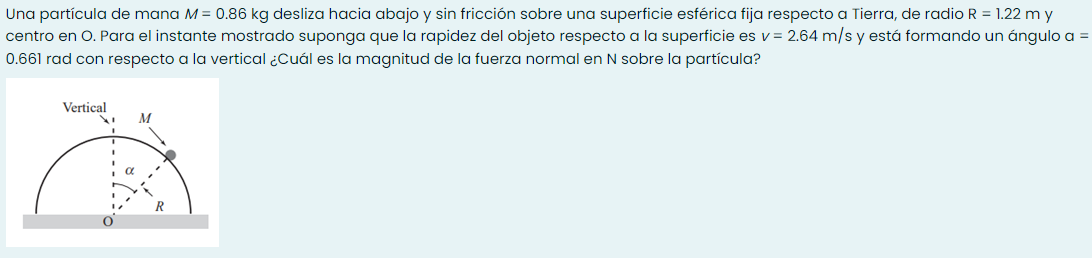 Una partícula de mana M = 0.86 kg desliza hacia abajo y sin fricción sobre una superficie esférica fija respecto a Tierra, de radio R = 1.22 m y
centro en O. Para el instante mostrado suponga que la rapidez del objeto respecto a la superficie es v = 2.64 m/s y está formando un ángulo a =
0.661 rad con respecto a la vertical ¿Cuál es la magnitud de la fuerza normal en N sobre la partícula?
Vertical
M
α
R
O